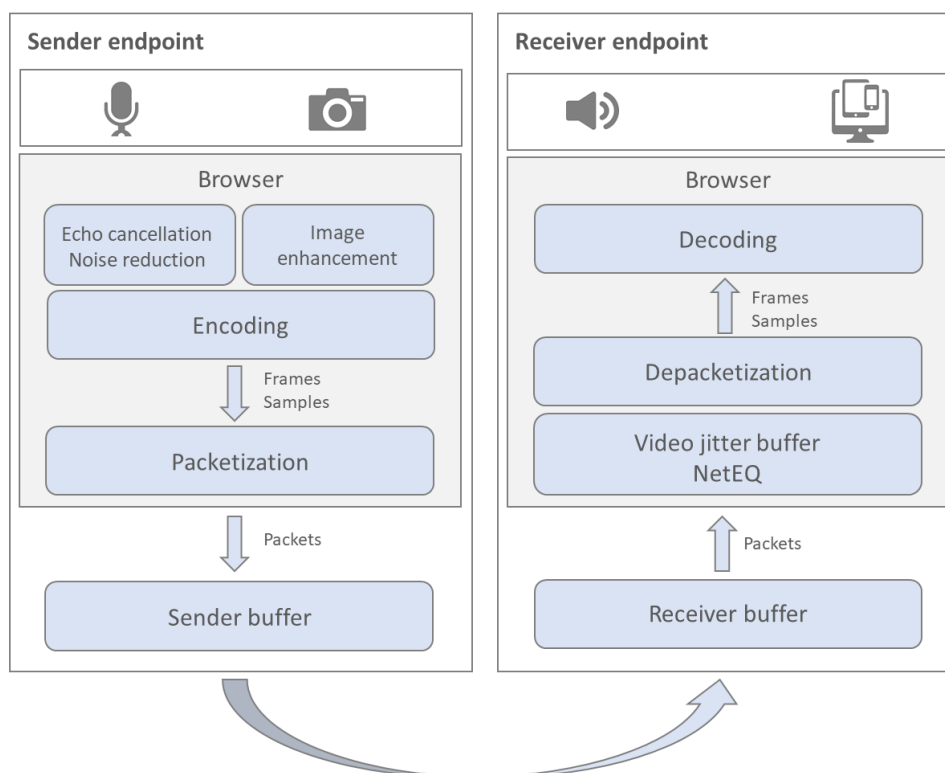 Sender endpoint
Browser
Echo cancellation
Noise reduction
Image
enhancement
Encoding
Frames
Samples
Packetization
Packets
Sender buffer
Receiver endpoint
Browser
Decoding
Frames
Samples
Depacketization
Video jitter buffer
NetEQ
Packets
Receiver buffer